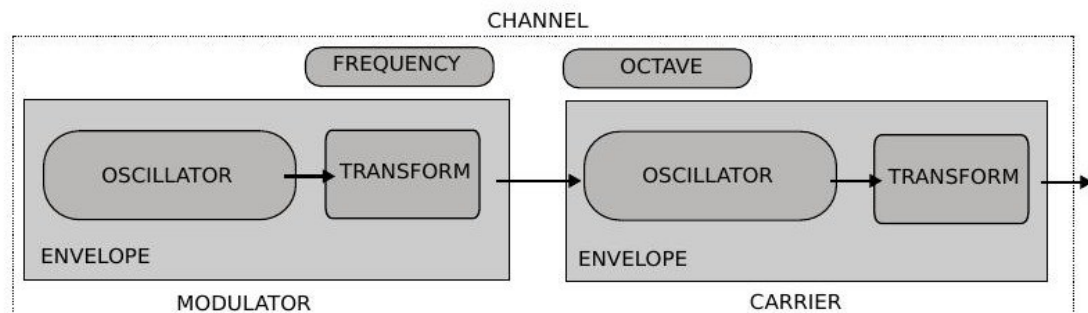 CHANNEL
FREQUENCY
OCTAVE
OSCILLATOR
TRANSFORM
OSCILLATOR
TRANSFORM
ENVELOPE
ENVELOPE
MODULATOR
CARRIER